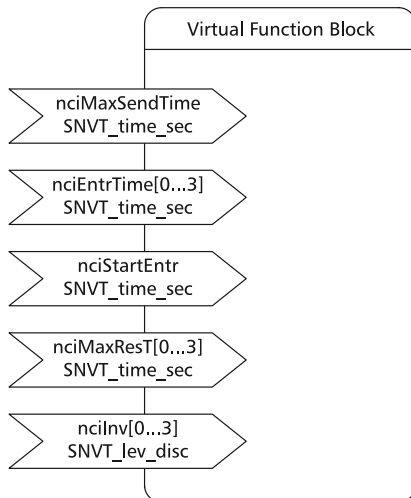 Virtual Function Block
nciMaxSendTime
SNVT_time_sec
nciEntrTime[0...3]
SNVT_time_sec
nciStartEntr
SNVT_time_sec
nciMaxResT[0...3]
SNVT_time_sec
nciInv[0...3]
SNVT_lev_disc